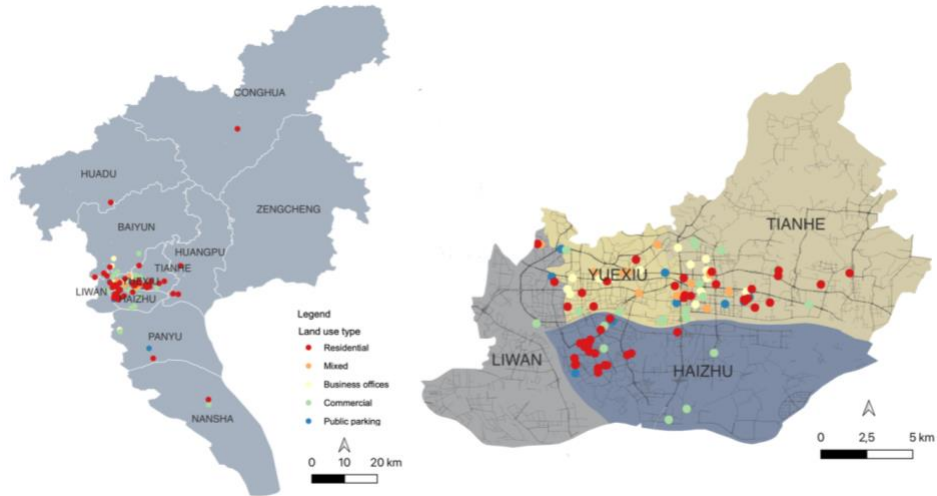 CONGHUA
HUADU
ZENGCHENG
BAIYUN
HUANGPU
TIANHE
LIWAN
HAIZHU
PANYU
NANSHA
Legend
Land use type
Residential
Mixed
Business offices
Commercial
Public parking
0 10 20 km
TIANHE
YUEXIU
LIWAN
HAIZHU
0 2,5 5 km